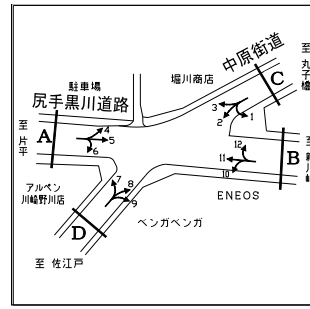 駐車場
堀川商店
中原街道
至 丸子橋
尻手黒川道路
C
3
2
1
4
5
6
至 片平
A
12
11
10
B
7
8
9
ENEOS
アルペン
川崎野川店
ベンガベンガ
D
至 佐江戸